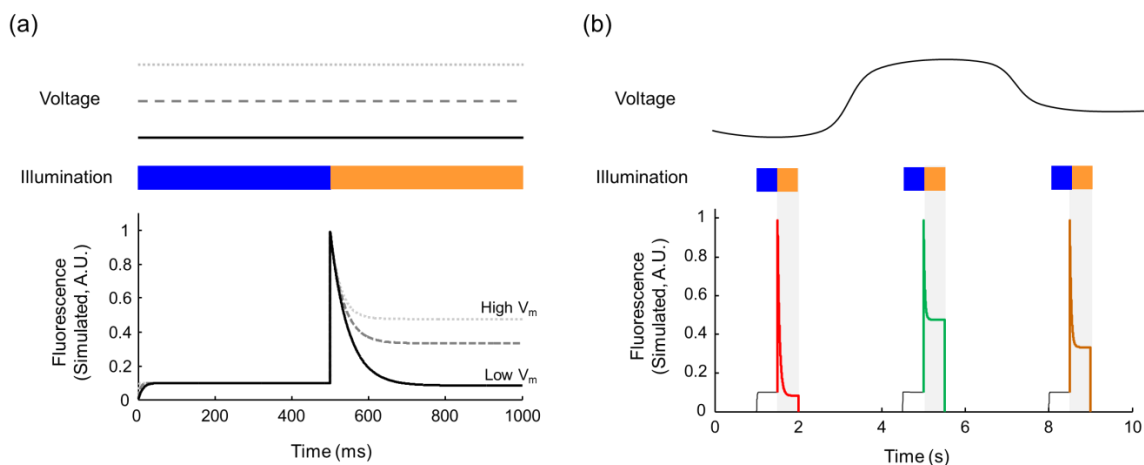 (a)
Voltage
Illumination
Fluorescence
(Simulated, A.U.)
1
0.8
0.6
0.4
0.2
0
High Vm
Low Vm
0 200 400 600 800 1000
Time (ms)
(b)
Voltage
Illumination
Fluorescence
(Simulated, A.U.)
1
0.8
0.6
0.4
0.2
0
0 2 4 6 8 10
Time (s)